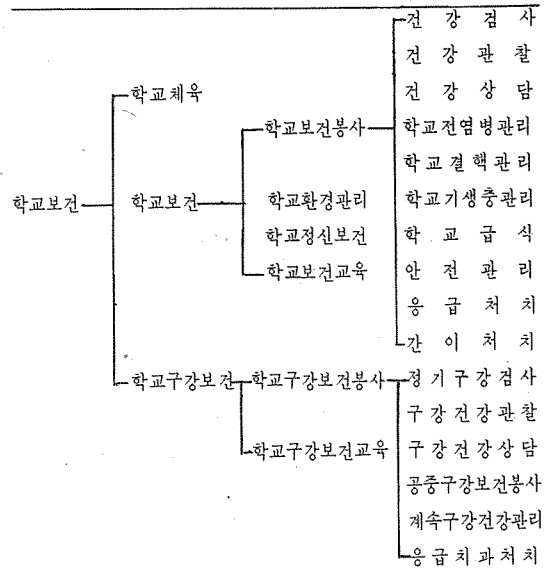 건 강 검 사
건 강 관 찰
학교체육
건 강 상 담
학교보건봉사
학교전염병관리
학교결핵관리
학교보건
학교보건
학교환경관리
학교기생충관리
학교정신보건
학 교 급 식
학교보건교육
안 전 관 리
응 급 처 치
간 이 처 치
학교구강보건
학교구강보건봉사
정기구강검사
구강건강관찰
학교구강보건교육
구강건강상담
공중구강보건봉사
계속구강건강관리
응급치과처치